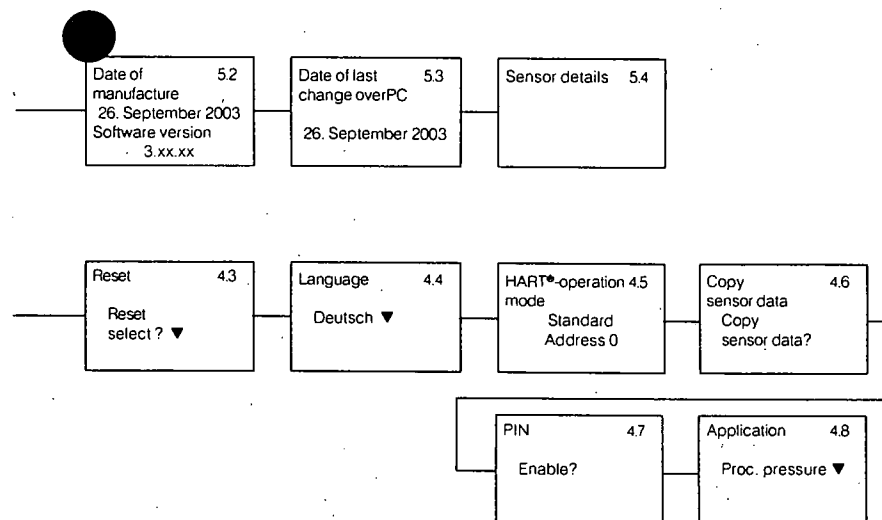 Date of 5.2
manufacture
26. September 2003
Software version
3.xx.xx
Date of last 5.3
change overPC
26. September 2003
Sensor details 5.4
Reset 4.3
Reset
select ? ▼
Language 4.4
Deutsch ▼
HART®-operation 4.5
mode
Standard
Address 0
Copy 4.6
sensor data
Copy
sensor data?
PIN 4.7
Enable?
Application 4.8
Proc. pressure ▼